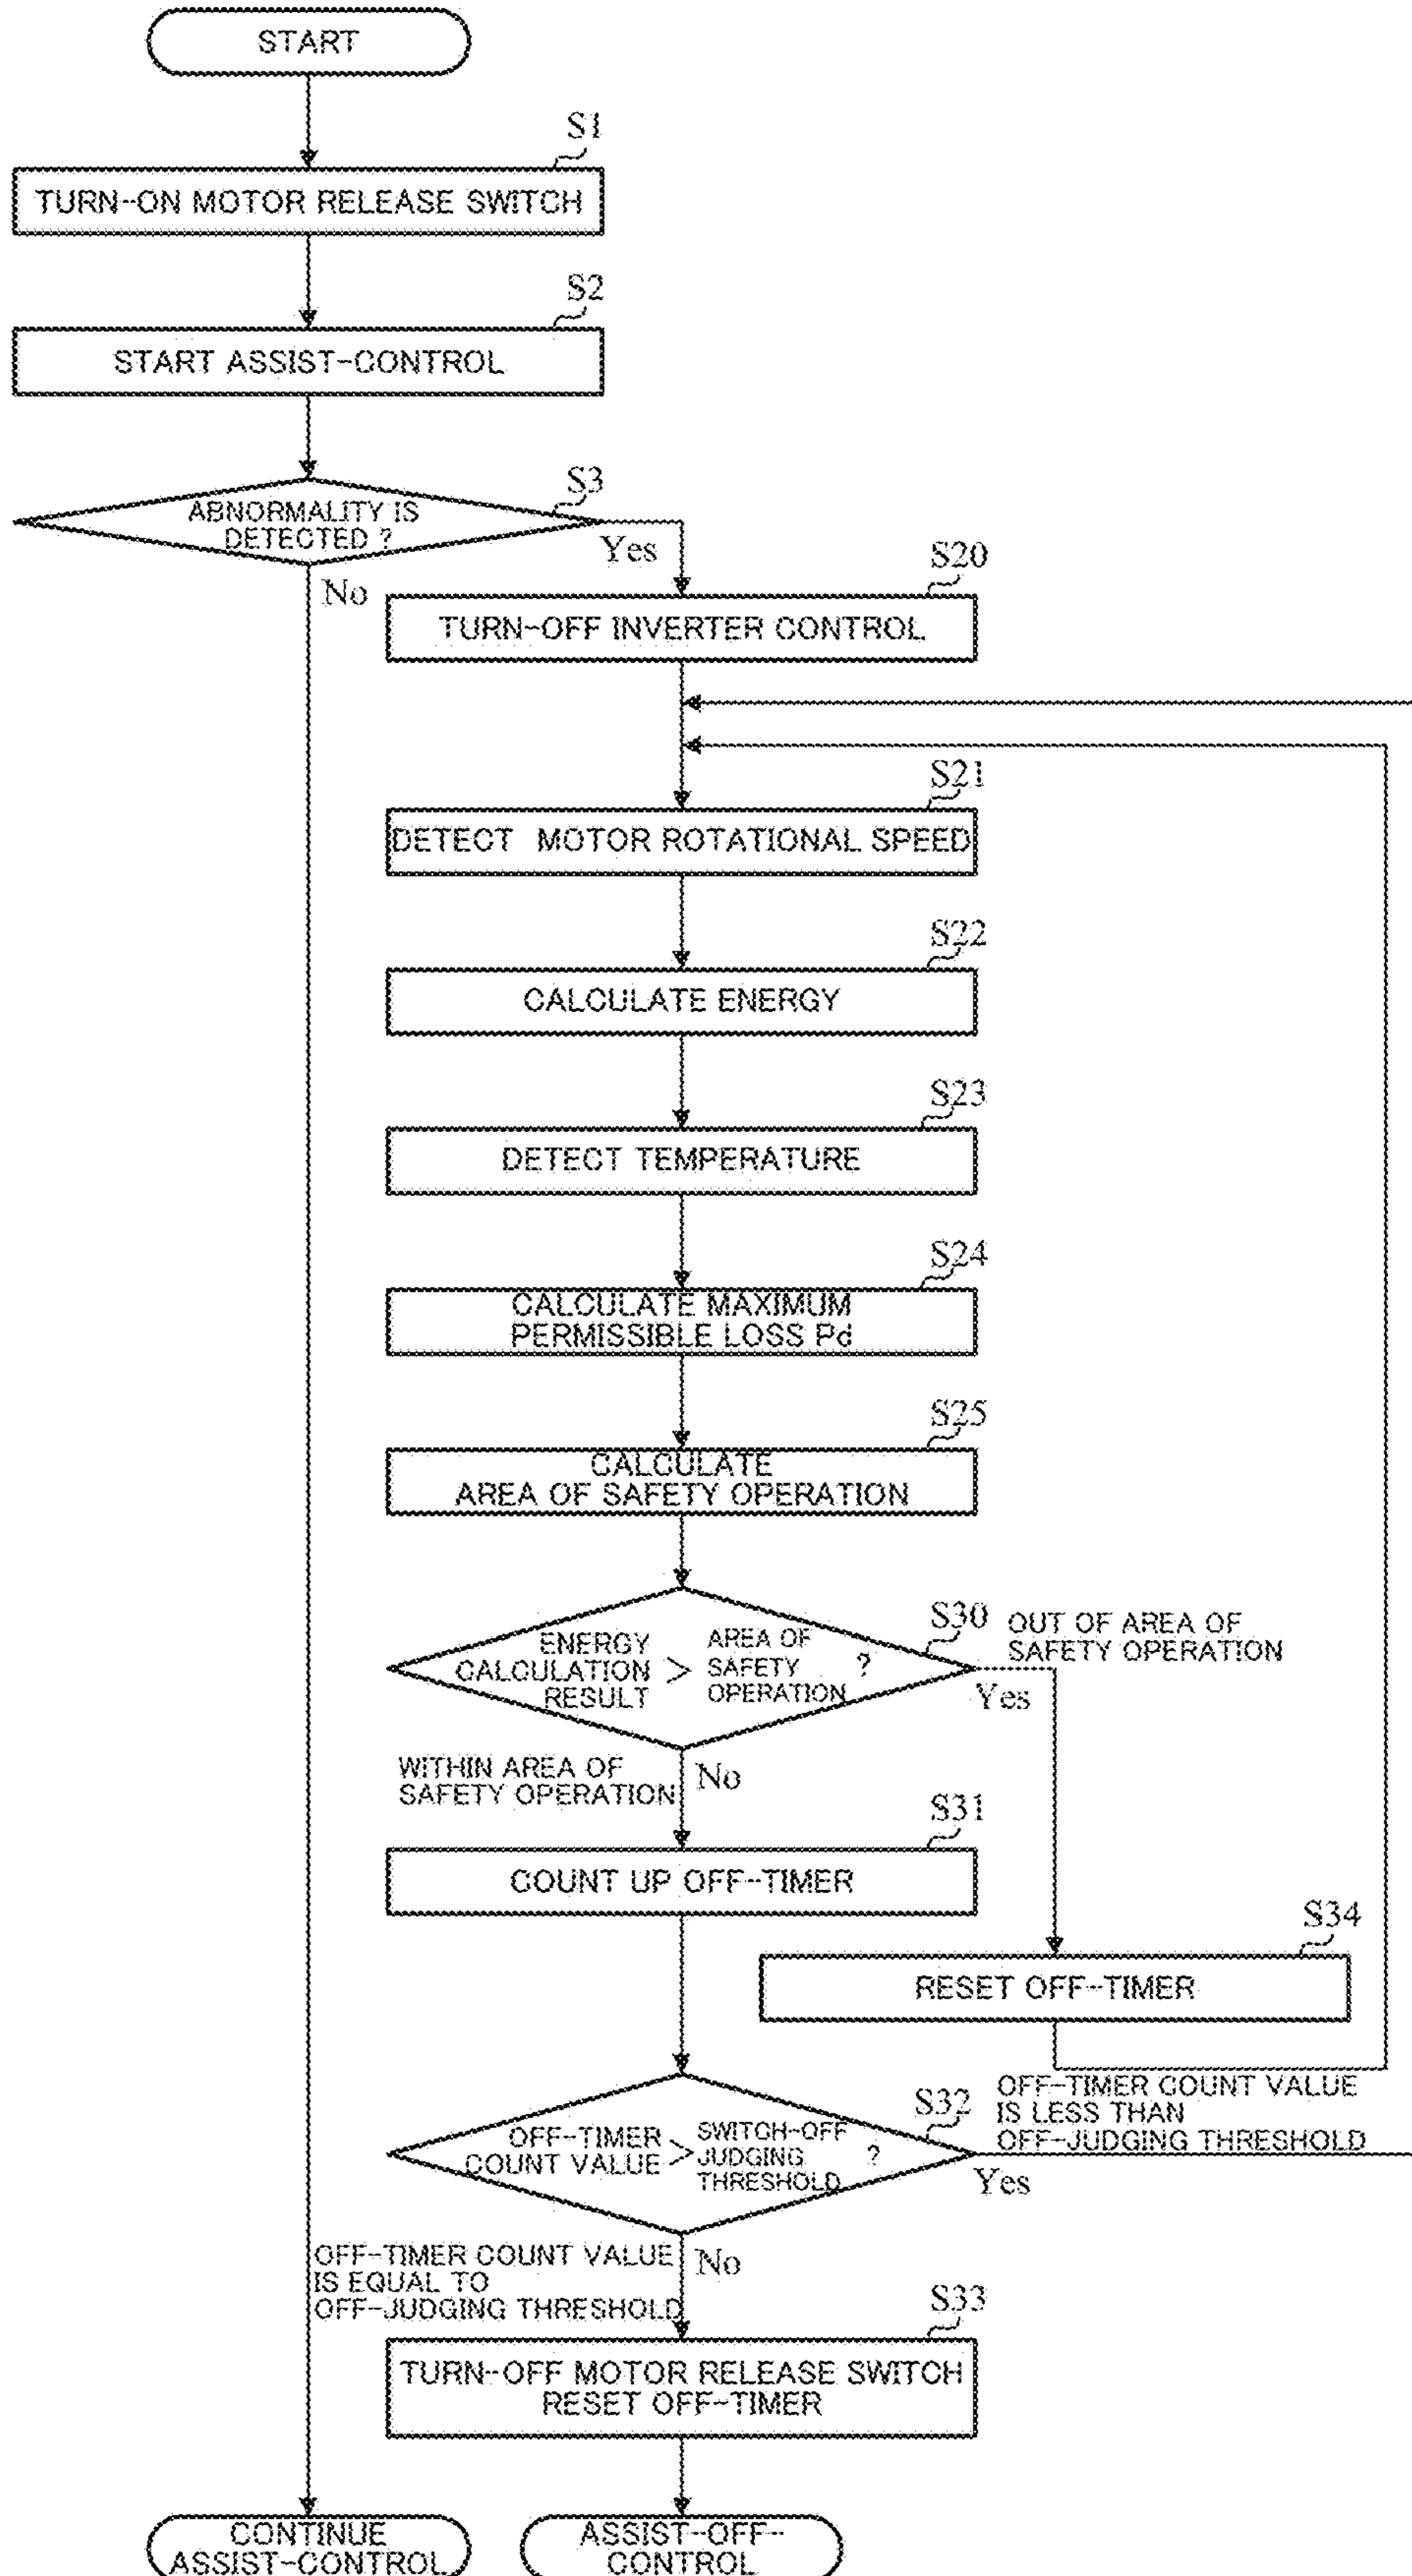 START
S1
TURN-ON MOTOR RELEASE SWITCH
S2
START ASSIST-CONTROL
S3
ABNORMALITY IS
DETECTED ?
Yes
No
S20
TURN-OFF INVERTER CONTROL
S21
DETECT MOTOR ROTATIONAL SPEED
S22
CALCULATE ENERGY
S23
DETECT TEMPERATURE
S24
CALCULATE MAXIMUM
PERMISSIBLE LOSS Pd
S25
CALCULATE
AREA OF SAFETY OPERATION
S30
ENERGY
CALCULATION
RESULT
>
AREA OF
SAFETY
OPERATION
?
OUT OF AREA OF
SAFETY OPERATION
Yes
WITHIN AREA OF
SAFETY OPERATION
No
S31
COUNT UP OFF-TIMER
S34
RESET OFF-TIMER
S32
OFF-TIMER
COUNT VALUE
>
SWITCH-OFF
JUDGING
THRESHOLD
?
OFF-TIMER COUNT VALUE
IS LESS THAN
OFF-JUDGING THRESHOLD
Yes
OFF-TIMER COUNT VALUE
IS EQUAL TO
OFF-JUDGING THRESHOLD
No
S33
TURN-OFF MOTOR RELEASE SWITCH
RESET OFF-TIMER
CONTINUE
ASSIST-CONTROL
ASSIST-OFF-
CONTROL